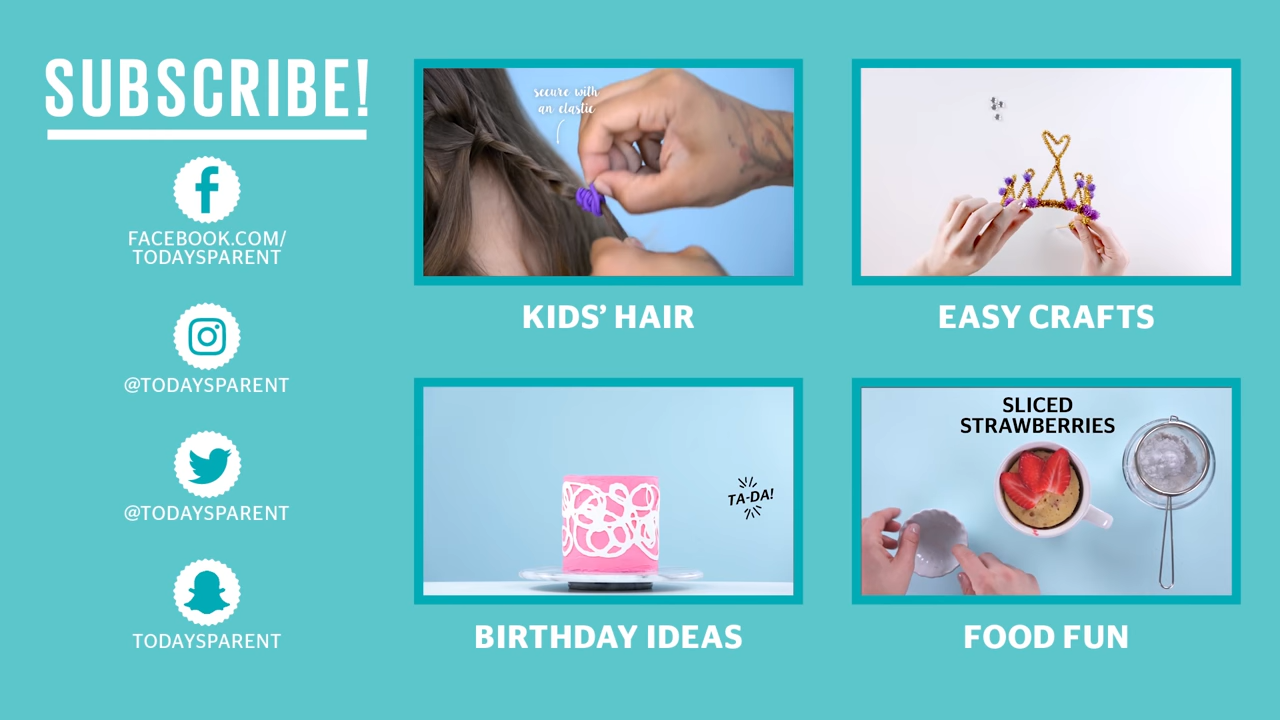 SUBSCRIBE!
FACEBOOK.COM/
TODAYSPARENT
@TODAYSPARENT
@TODAYSPARENT
TODAYSPARENT
secure with
an elastic
KIDS’ HAIR
EASY CRAFTS
TA-DA!
BIRTHDAY IDEAS
SLICED
STRAWBERRIES
FOOD FUN